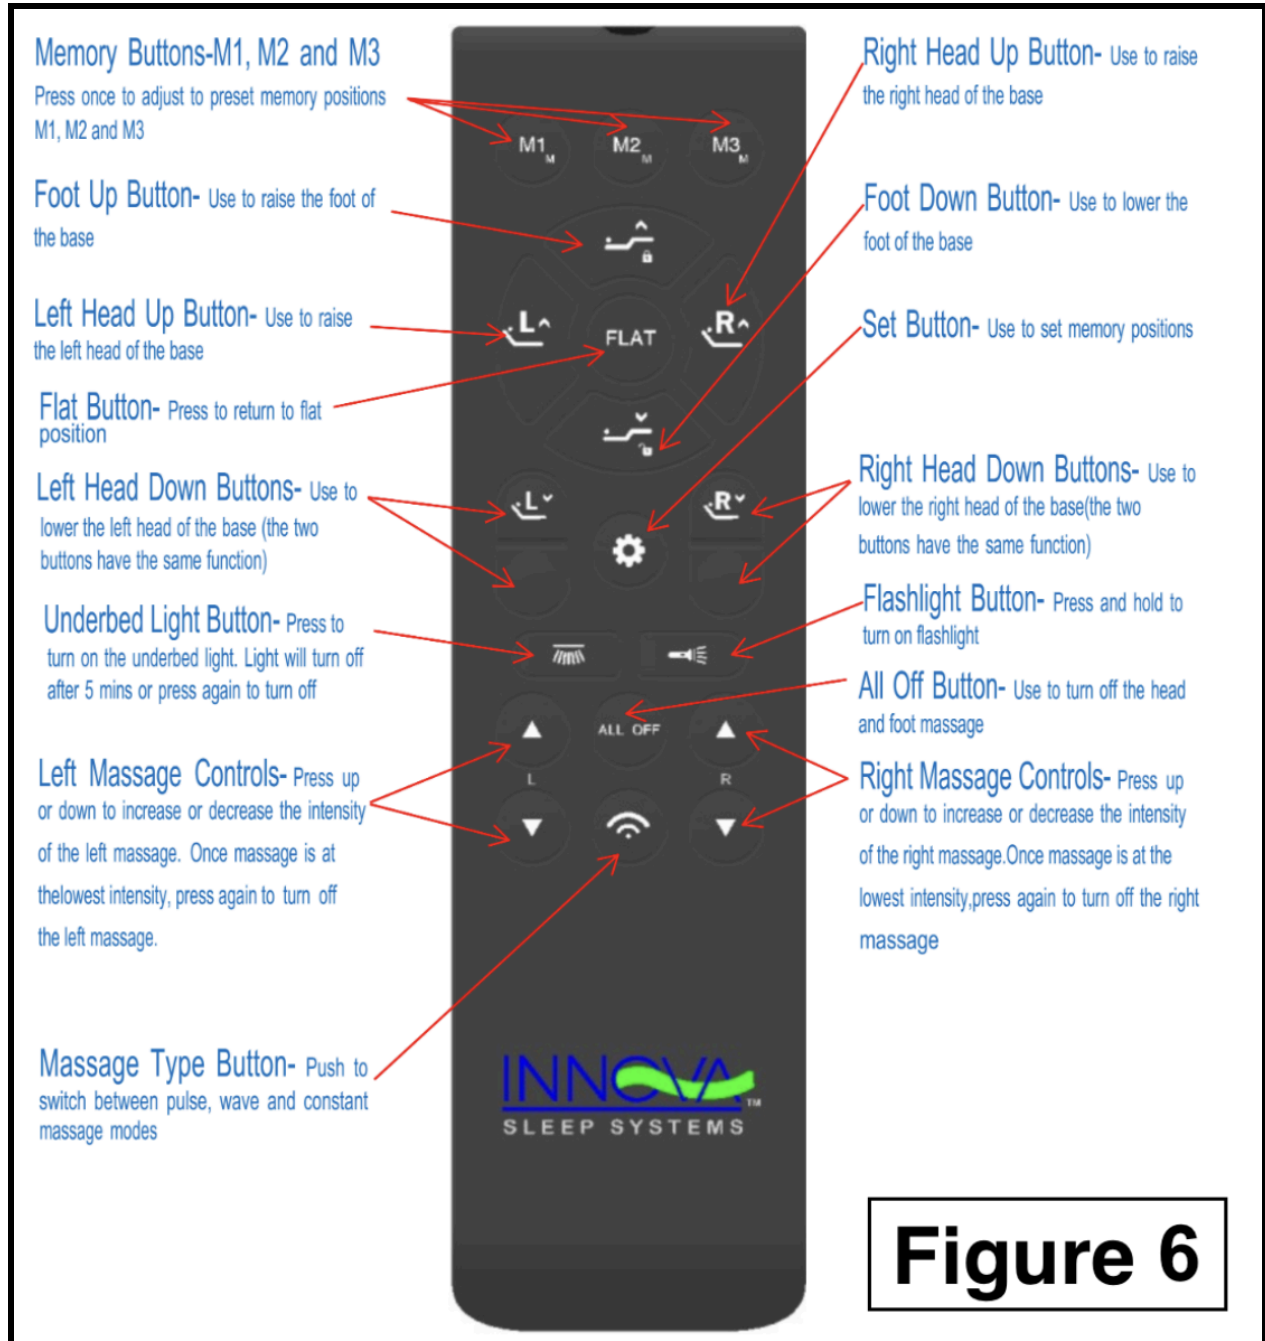 Memory Buttons-M1, M2 and M3
Press once to adjust to preset memory positions
M1, M2 and M3
Foot Up Button- Use to raise the foot of
the base
Left Head Up Button- Use to raise
the left head of the base
Flat Button- Press to return to flat
position
Left Head Down Buttons- Use to
lower the left head of the base (the two
buttons have the same function)
Underbed Light Button- Press to
turn on the underbed light. Light will turn off
after 5 mins or press again to turn off
Left Massage Controls- Press up
or down to increase or decrease the intensity
of the left massage. Once massage is at
thelowest intensity, press again to turn off
the left massage.
Massage Type Button- Push to
switch between pulse, wave and constant
massage modes
M1 M
M2 M
M3 M
L
FLAT
R
L
R
ALL OFF
L
R
INNOVA
TM
SLEEP SYSTEMS
Right Head Up Button- Use to raise
the right head of the base
Foot Down Button- Use to lower the
foot of the base
Set Button- Use to set memory positions
Right Head Down Buttons- Use to
lower the right head of the base(the two
buttons have the same function)
Flashlight Button- Press and hold to
turn on flashlight
All Off Button- Use to turn off the head
and foot massage
Right Massage Controls- Press up
or down to increase or decrease the intensity
of the right massage.Once massage is at the
lowest intensity,press again to turn off the right
massage
Figure 6